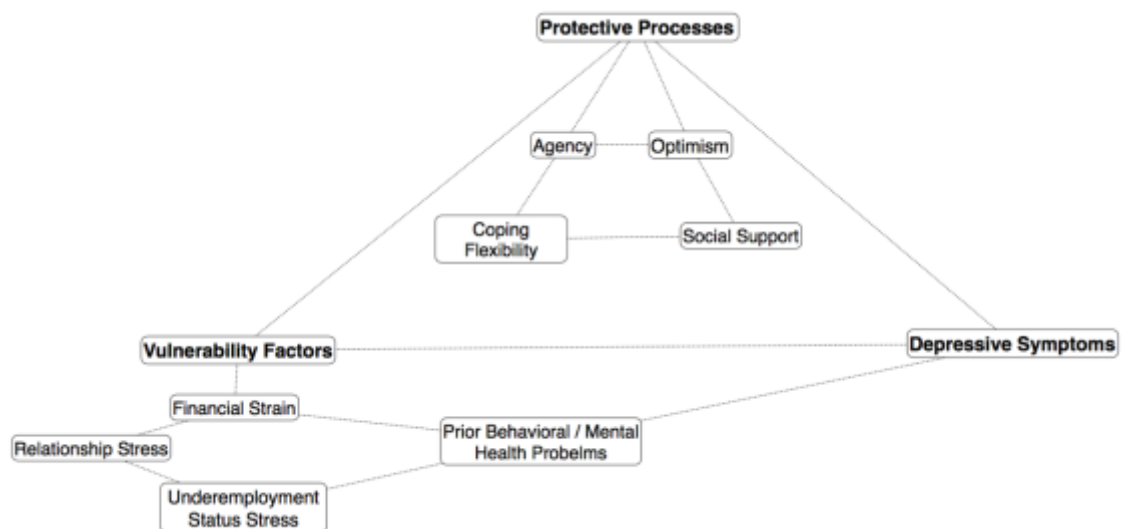 Protective Processes
Agency
Optimism
Coping
Flexibility
Social Support
Vulnerability Factors
Depressive Symptoms
Financial Strain
Relationship Stress
Prior Behavioral / Mental
Health Probelms
Underemployment
Status Stress